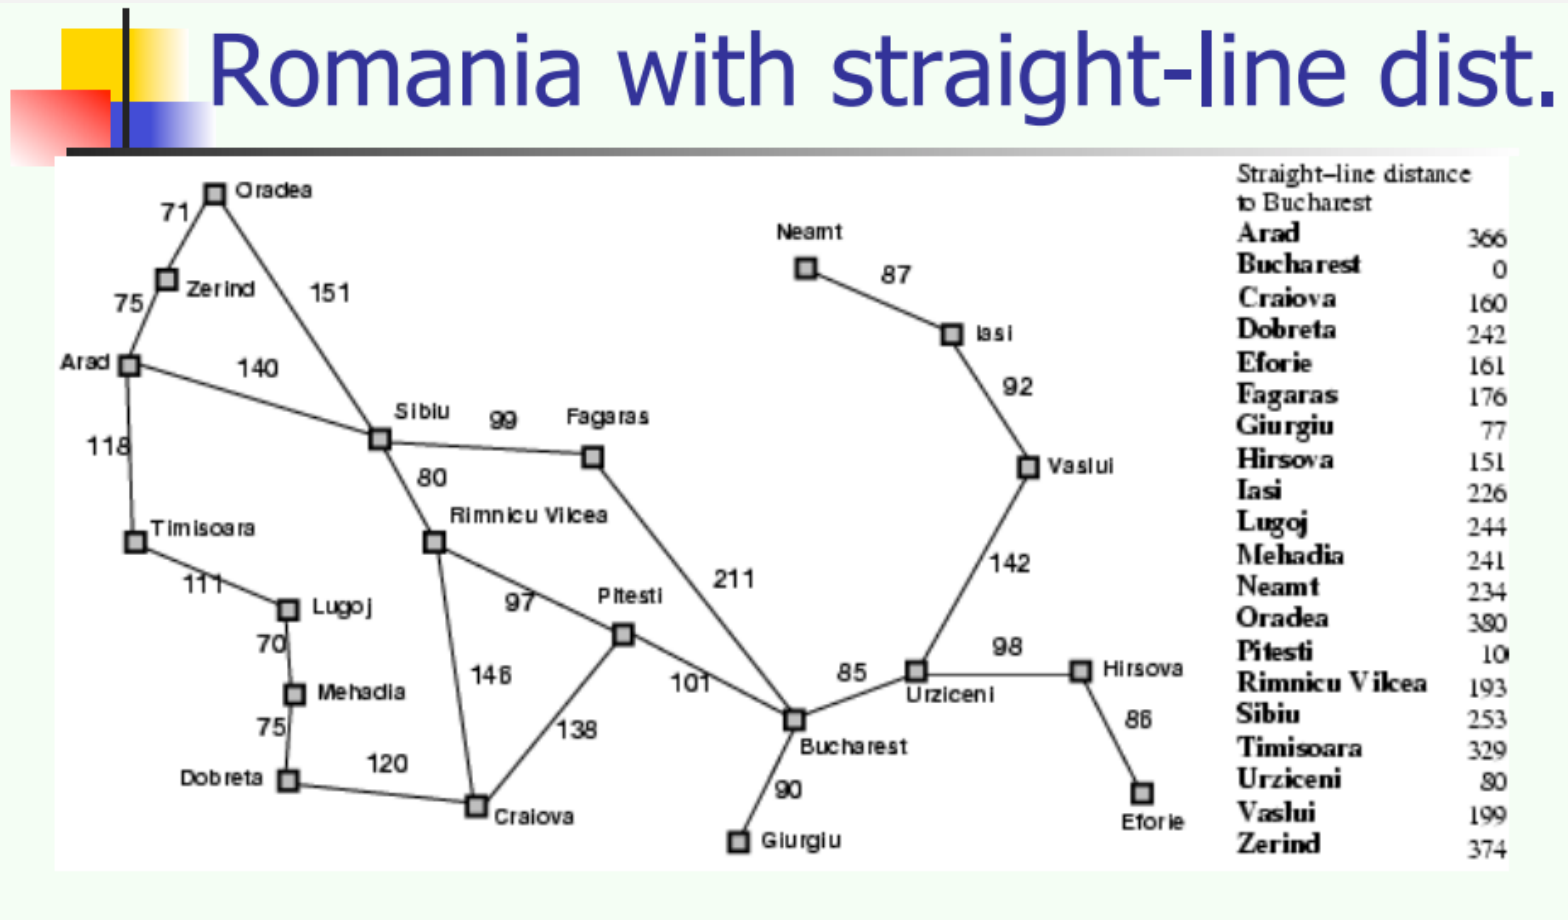 Romania with straight-line dist.
Oradea
71
Zerind
151
75
Arad
140
118
Sibiu
99
Fagaras
80
Rimnicu Vilcea
Timisoara
111
Lugoj
70
Mehadia
75
Dobreta
120
Craiova
146
97
Pitesti
211
138
101
Bucharest
90
Giurgiu
85
Urziceni
98
Hirsova
86
Eforie
142
Vaslui
92
Iasi
87
Neamt
Straight–line distance
to Bucharest
Arad 366
Bucharest 0
Craiova 160
Dobreta 242
Eforie 161
Fagaras 176
Giurgiu 77
Hirsova 151
Iasi 226
Lugoj 244
Mehadia 241
Neamt 234
Oradea 380
Pitesti 10
Rimnicu Vilcea 193
Sibiu 253
Timisoara 329
Urziceni 80
Vaslui 199
Zerind 374